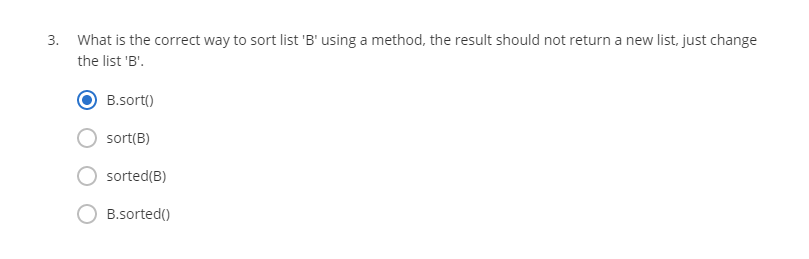 3. What is the correct way to sort list 'B' using a method, the result should not return a new list, just change
the list 'B'.
B.sort()
sort(B)
sorted(B)
B.sorted()